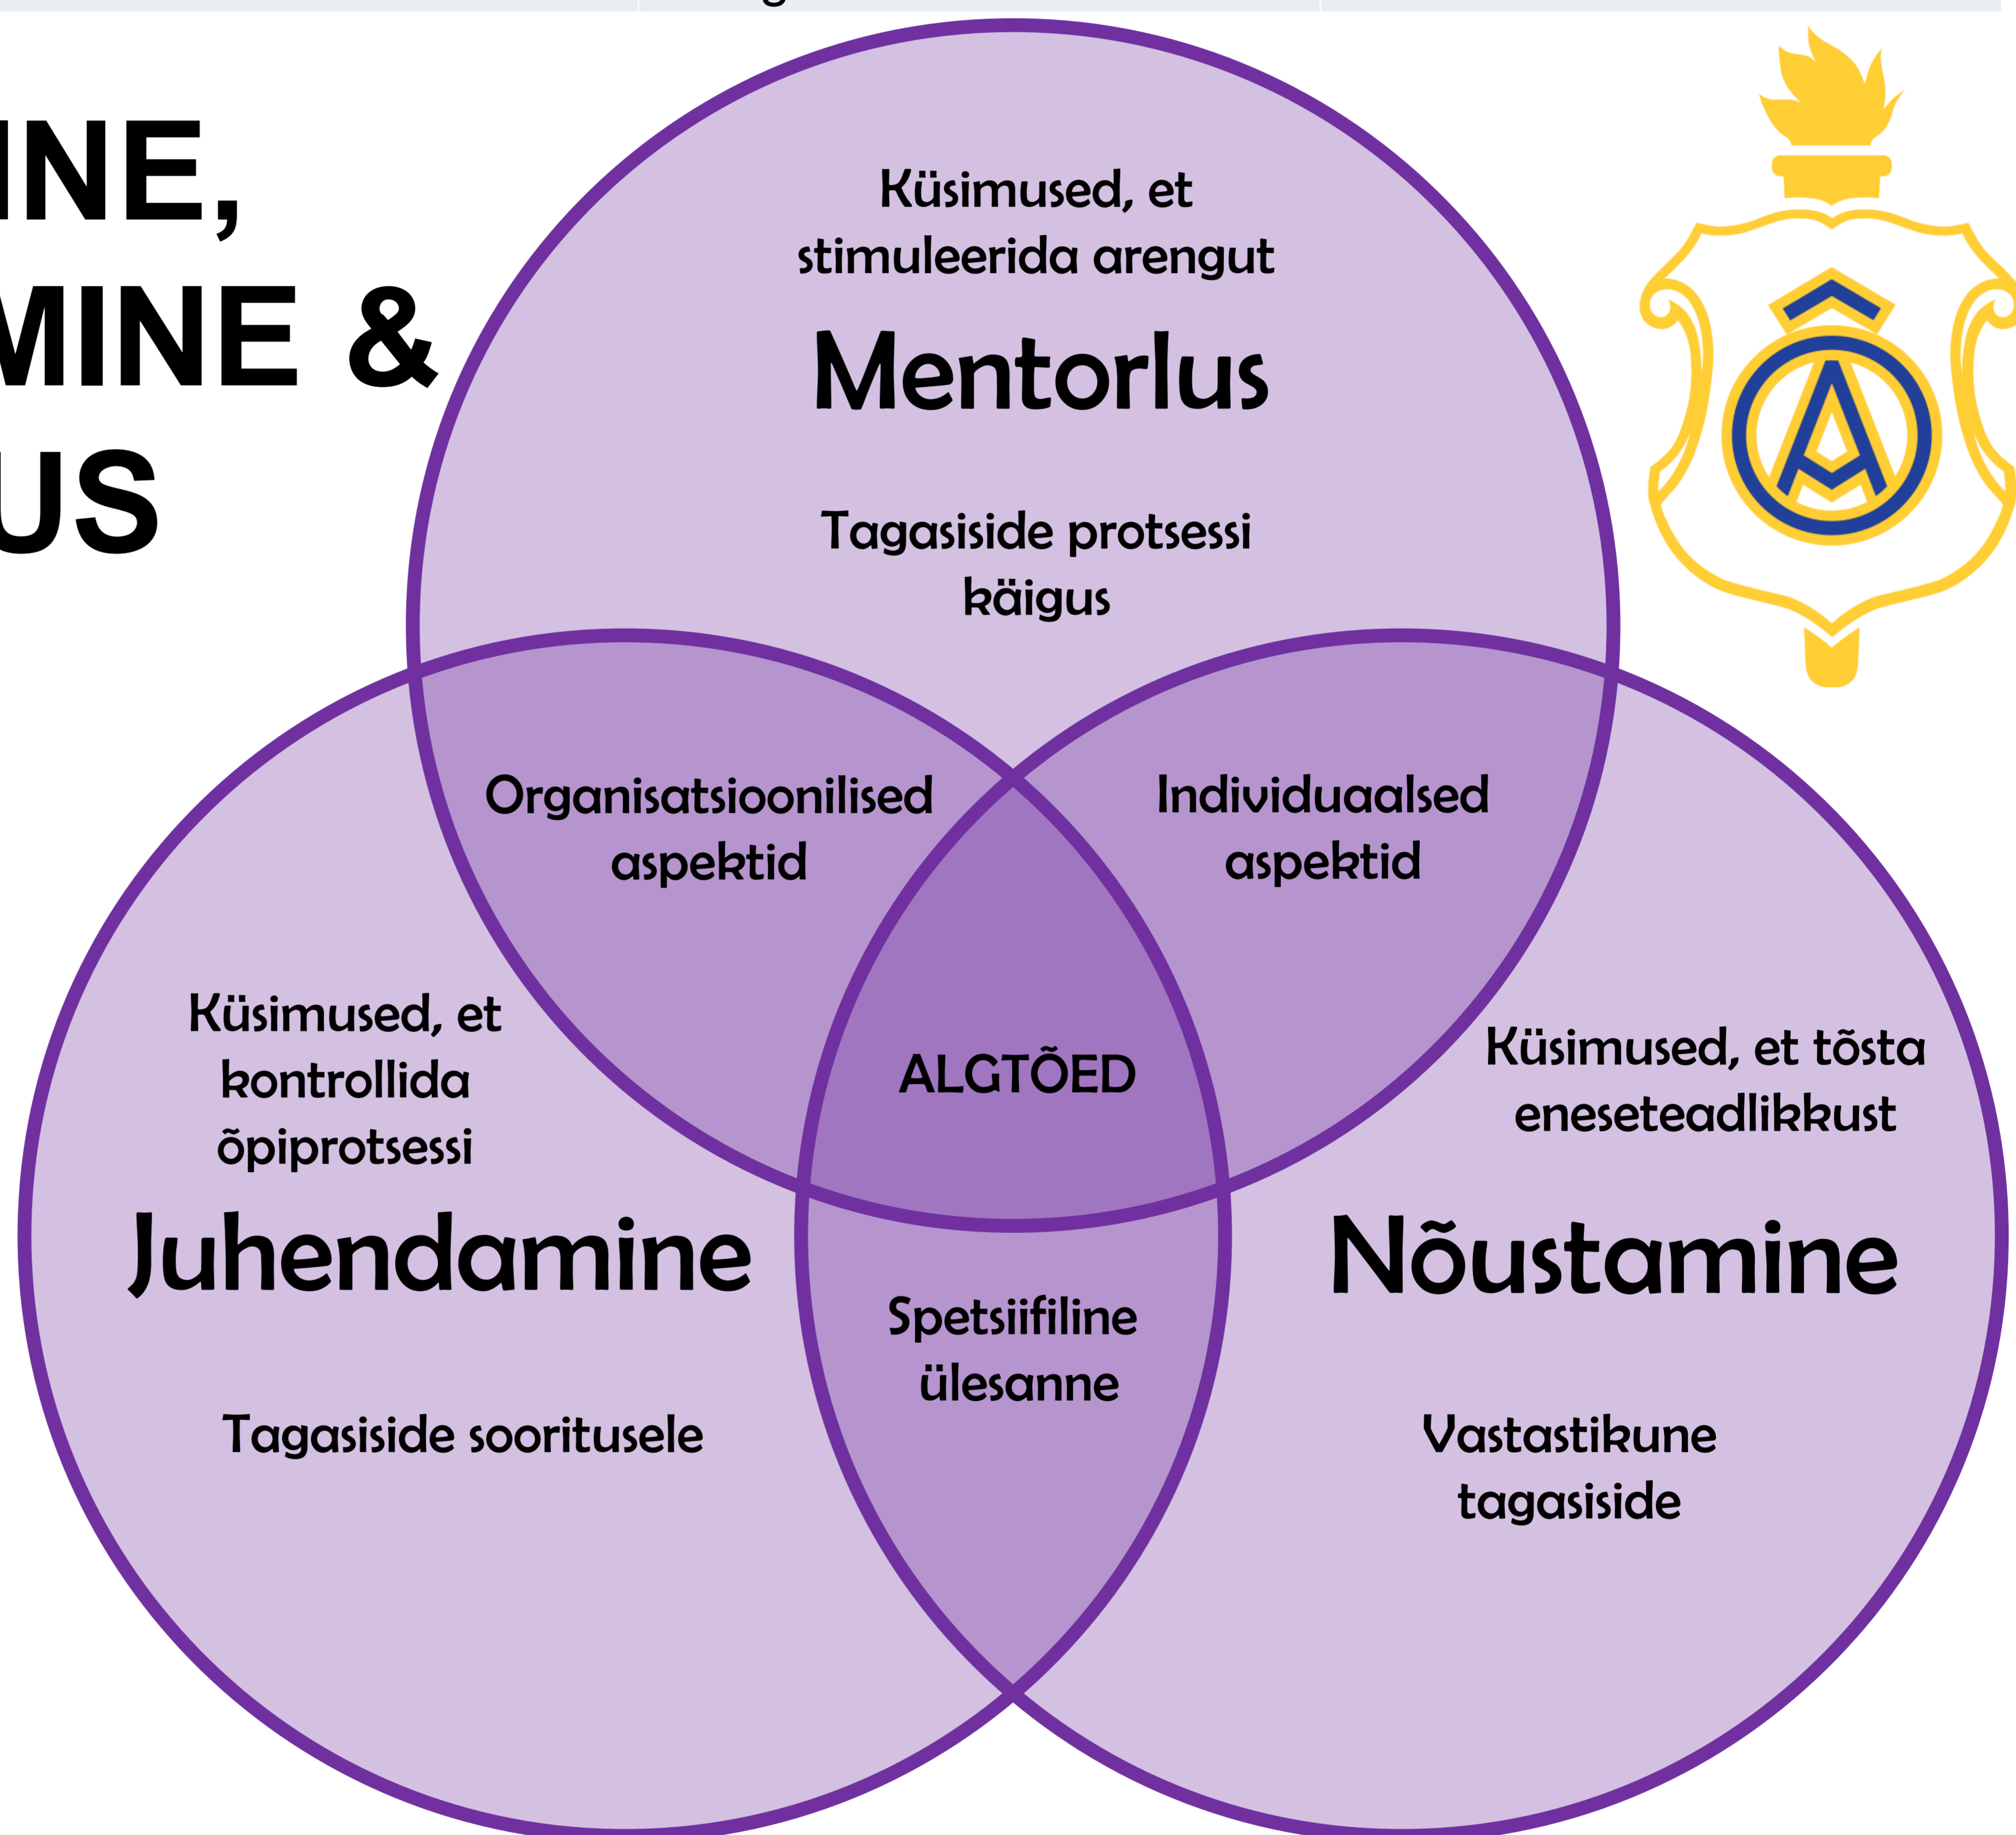 INE,
MINE &
US
Küsimused, et
stimuleerida arengut
Mentorlus
Tagasiside protsessi
käigus
Organisatsioonilised
aspektid
Individuaalsed
aspektid
ALGTÕED
Küsimused, et
kontrollida
õpiprotsessi
Juhendamine
Tagasiside sooritusele
Küsimused, et tõsta
eneseteadlikkust
Nõustamine
Vastastikune
tagasiside
Spetsiifiline
ülesanne